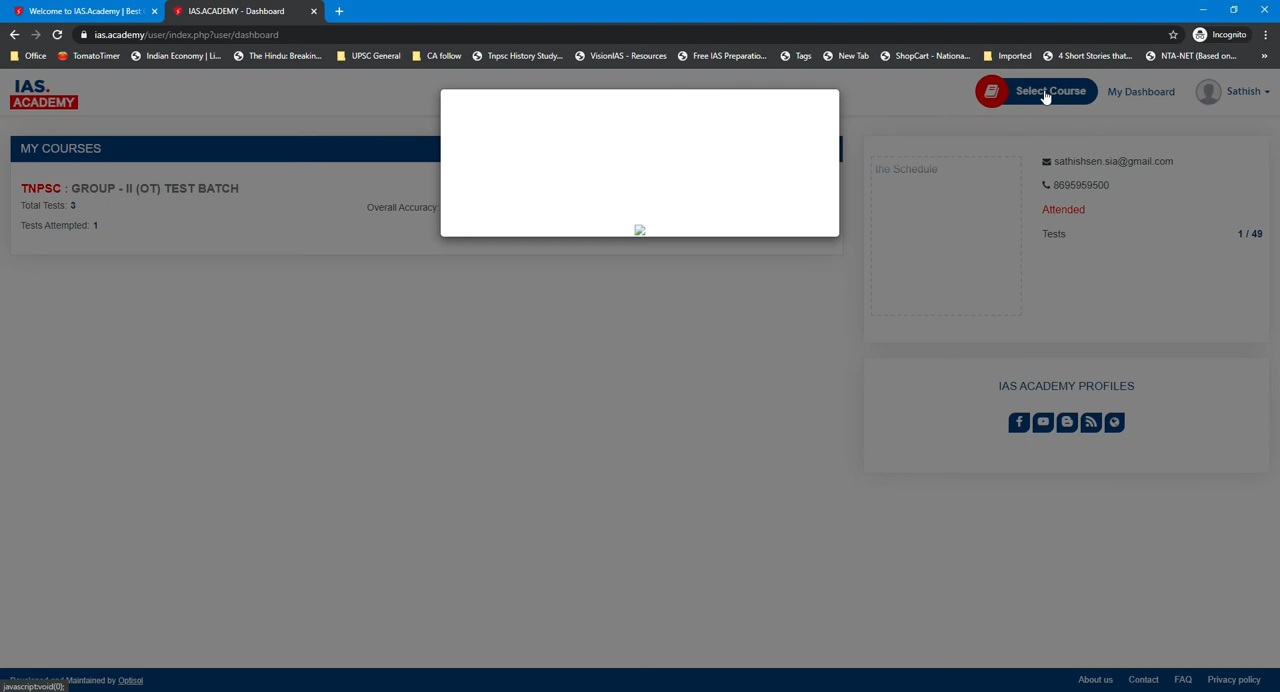 Welcome to IAS.Academy | Best
IAS.ACADEMY - Dashboard
ias.academy/user/index.php?user/dashboard
Incognito
Office
TomatoTimer
Indian Economy | Li...
The Hindu: Breakin...
UPSC General
CA follow
Tnpsc History Study...
VisionIAS - Resources
Free IAS Preparatio...
Tags
New Tab
ShopCart - Nationa...
Imported
4 Short Stories that...
NTA-NET (Based on...
»
IAS.
ACADEMY
Select Course
My Dashboard
Sathish
MY COURSES
TNPSC : GROUP - II (OT) TEST BATCH
Total Tests: 3
Overall Accuracy:
Tests Attempted: 1
the Schedule
sathishsen.sia@gmail.com
8695959500
Attended
Tests
1 / 49
IAS ACADEMY PROFILES
Developed and Maintained by Optisol
javascript:void(0);
About us
Contact
FAQ
Privacy policy